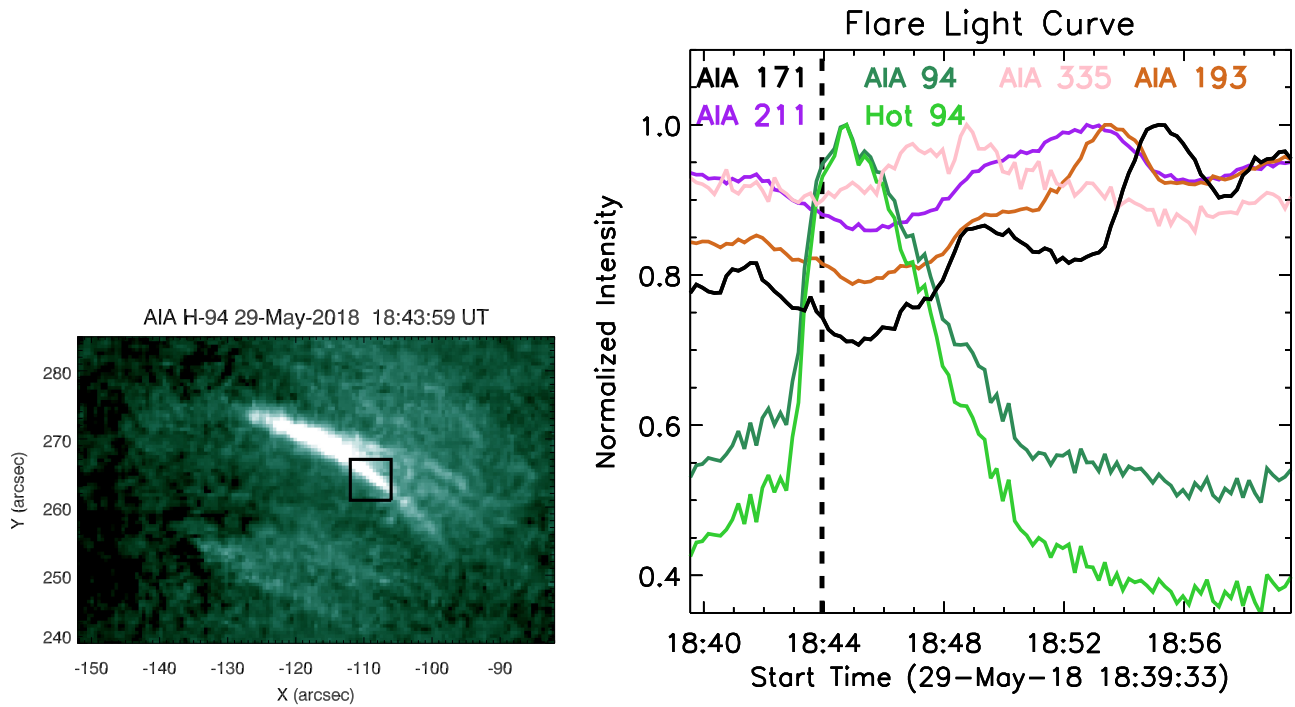 AIA H-94 29-May-2018 18:43:59 UT
280
270
260
250
240
Y (arcsec)
-150 -140 -130 -120 -110 -100 -90
X (arcsec)
Flare Light Curve
AIA 171 AIA 94 AIA 335 AIA 193
AIA 211 Hot 94
1.0
0.8
0.6
0.4
Normalized Intensity
18:40 18:44 18:48 18:52 18:56
Start Time (29-May-18 18:39:33)